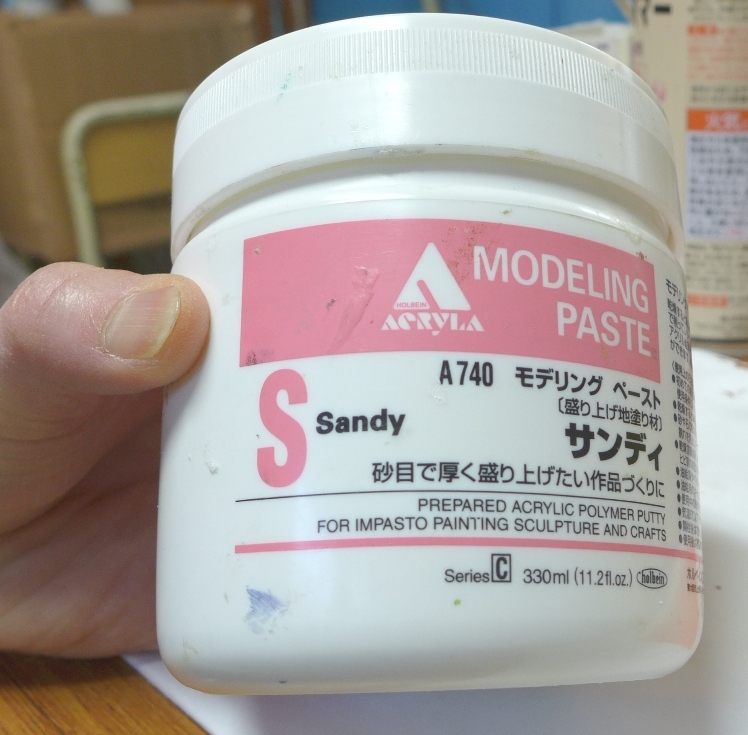 HOLBEIN
ACRYLA
MODELING
PASTE
S Sandy
A740 モデリング ペースト
〔盛り上げ地塗り材〕
サンディ
砂目で厚く盛り上げたい作品づくりに
PREPARED ACRYLIC POLYMER PUTTY
FOR IMPASTO PAINTING SCULPTURE AND CRAFTS
Series C 330ml (11.2fl.oz.) holbein